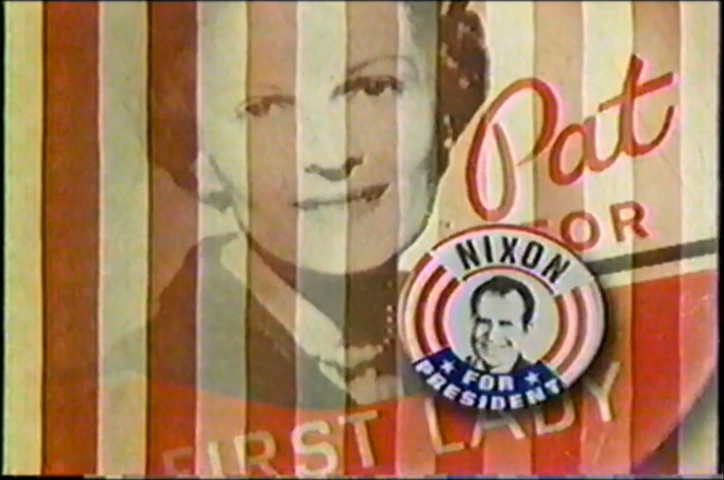 Pat
FOR
FIRST LADY
NIXON
★ FOR ★
PRESIDENT